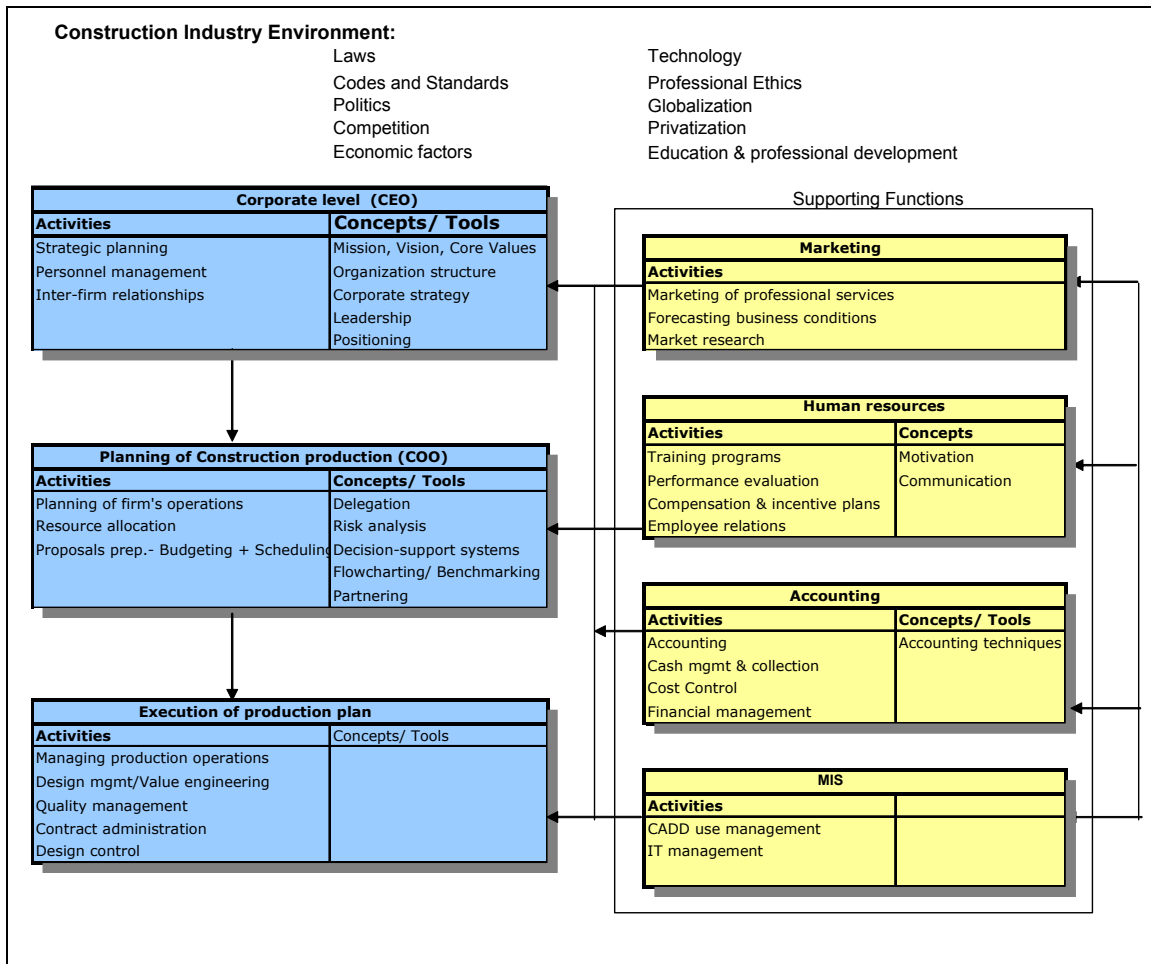 Construction Industry Environment:
Laws
Codes and Standards
Politics
Competition
Economic factors
Technology
Professional Ethics
Globalization
Privatization
Education & professional development
Corporate level (CEO)
Activities
Strategic planning
Personnel management
Inter-firm relationships
Concepts/ Tools
Mission, Vision, Core Values
Organization structure
Corporate strategy
Leadership
Positioning
Planning of Construction production (COO)
Activities
Planning of firm's operations
Resource allocation
Proposals prep.- Budgeting + Scheduling
Concepts/ Tools
Delegation
Risk analysis
Decision-support systems
Flowcharting/ Benchmarking
Partnering
Execution of production plan
Activities
Managing production operations
Design mgmt/Value engineering
Quality management
Contract administration
Design control
Concepts/ Tools
Supporting Functions
Marketing
Activities
Marketing of professional services
Forecasting business conditions
Market research
Human resources
Activities
Training programs
Performance evaluation
Compensation & incentive plans
Employee relations
Concepts
Motivation
Communication
Accounting
Activities
Accounting
Cash mgmt & collection
Cost Control
Financial management
Concepts/ Tools
Accounting techniques
MIS
Activities
CADD use management
IT management